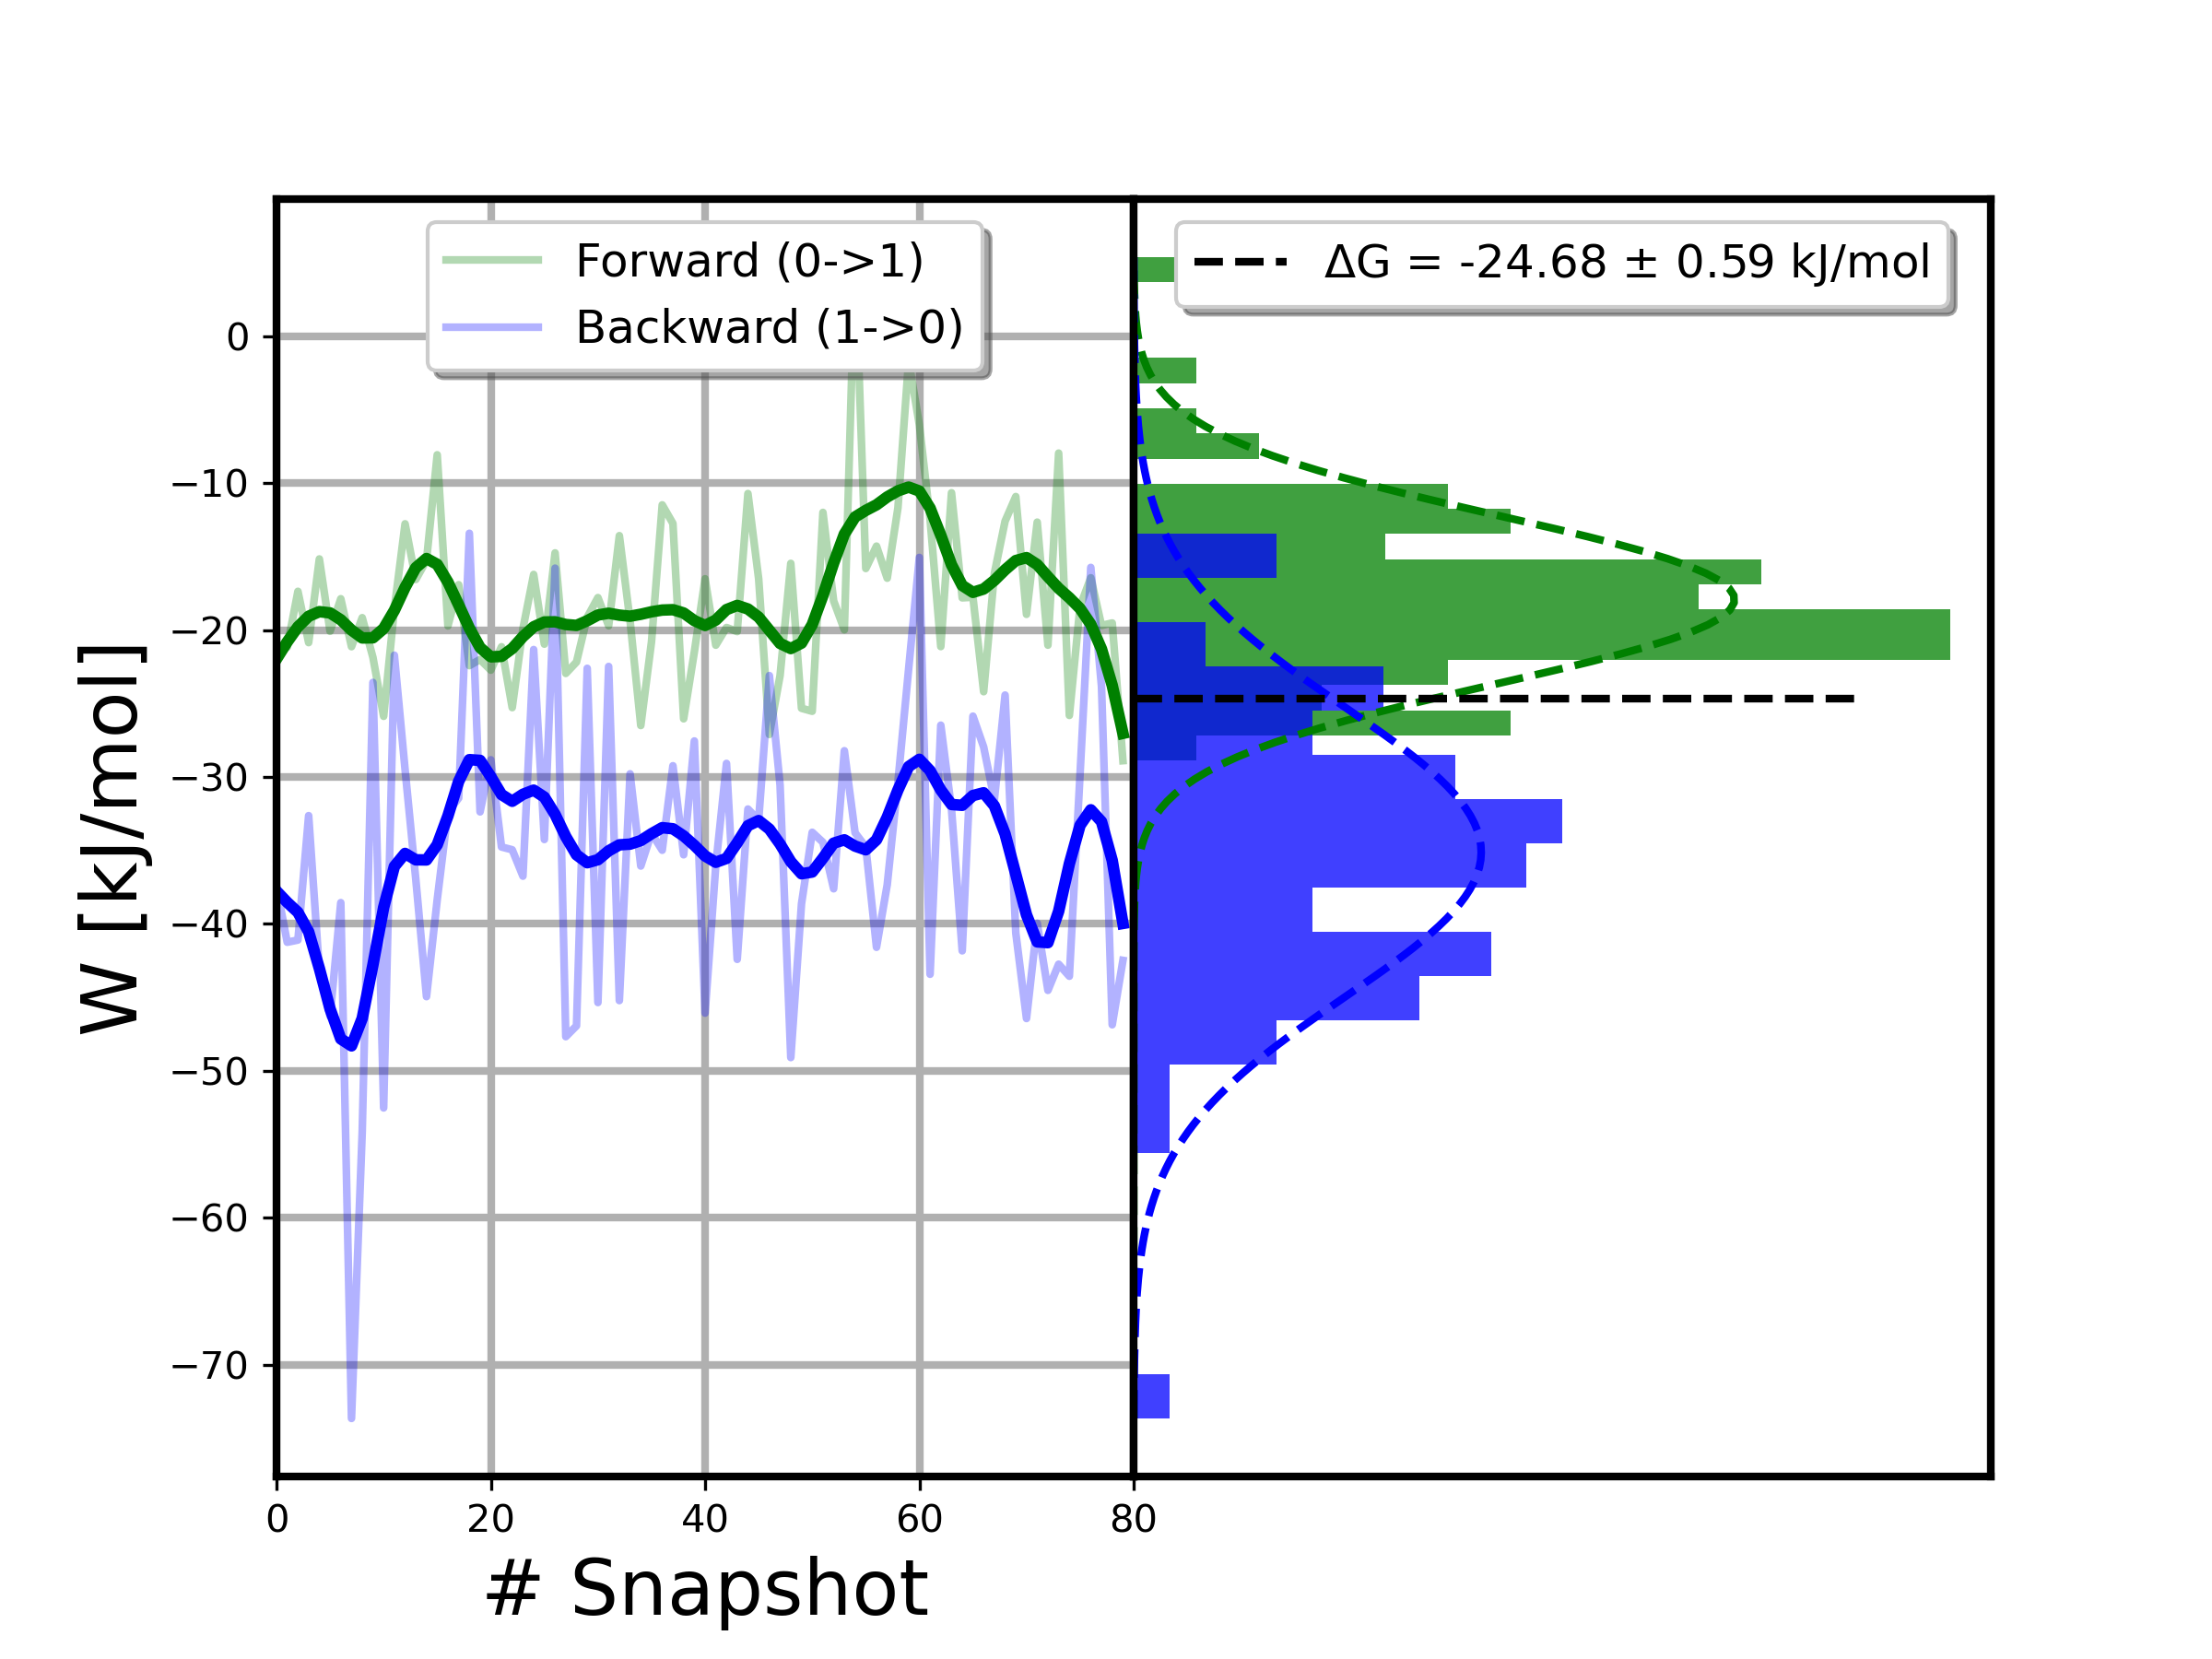 Forward (0->1)
Backward (1->0)
ΔG = -24.68 ± 0.59 kJ/mol
W [kJ/mol]
0
−10
−20
−30
−40
−50
−60
−70
0 20 40 60 80
# Snapshot